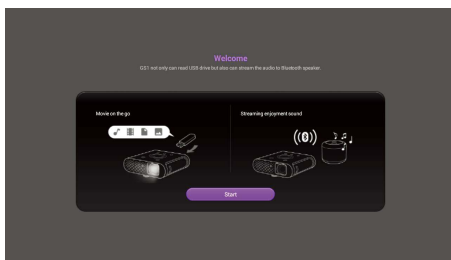 Welcome
GS1 not only can read USB drive but also can stream the audio to Bluetooth speaker.
Movie on the go
Streaming enjoyment sound
Start